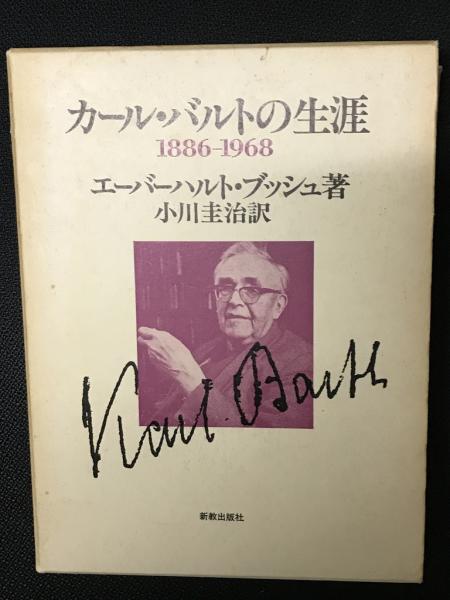 カール・バルトの生涯
1886-1968
エーバーハルト・ブッシュ著
小川圭治訳
Karl Barth
新教出版社